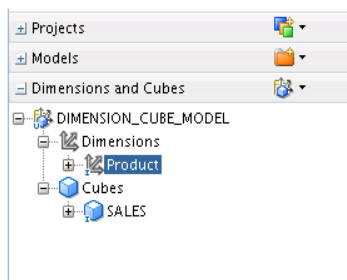 Projects
Models
Dimensions and Cubes
DIMENSION_CUBE_MODEL
Dimensions
Product
Cubes
SALES